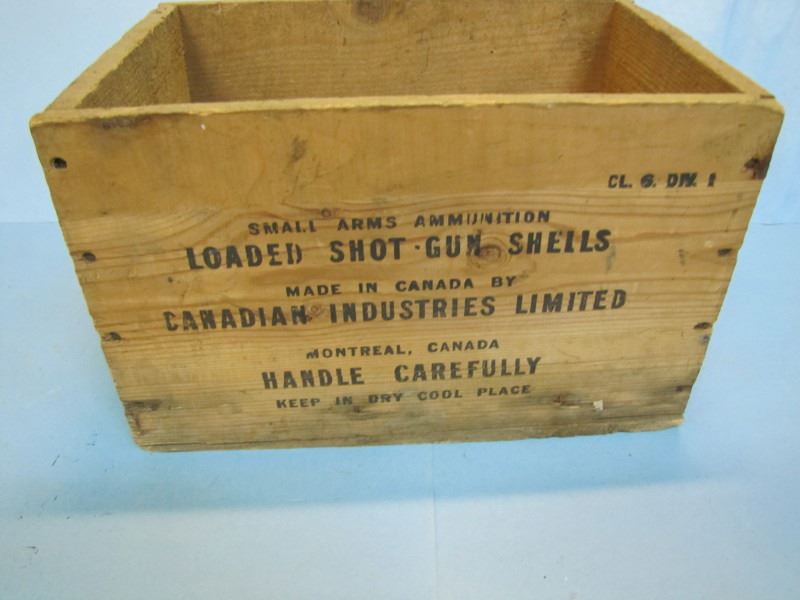 CL. 6. DIV. 1
SMALL ARMS AMMUNITION
LOADED SHOT-GUN SHELLS
MADE IN CANADA BY
CANADIAN INDUSTRIES LIMITED
MONTREAL, CANADA
HANDLE CAREFULLY
KEEP IN DRY COOL PLACE